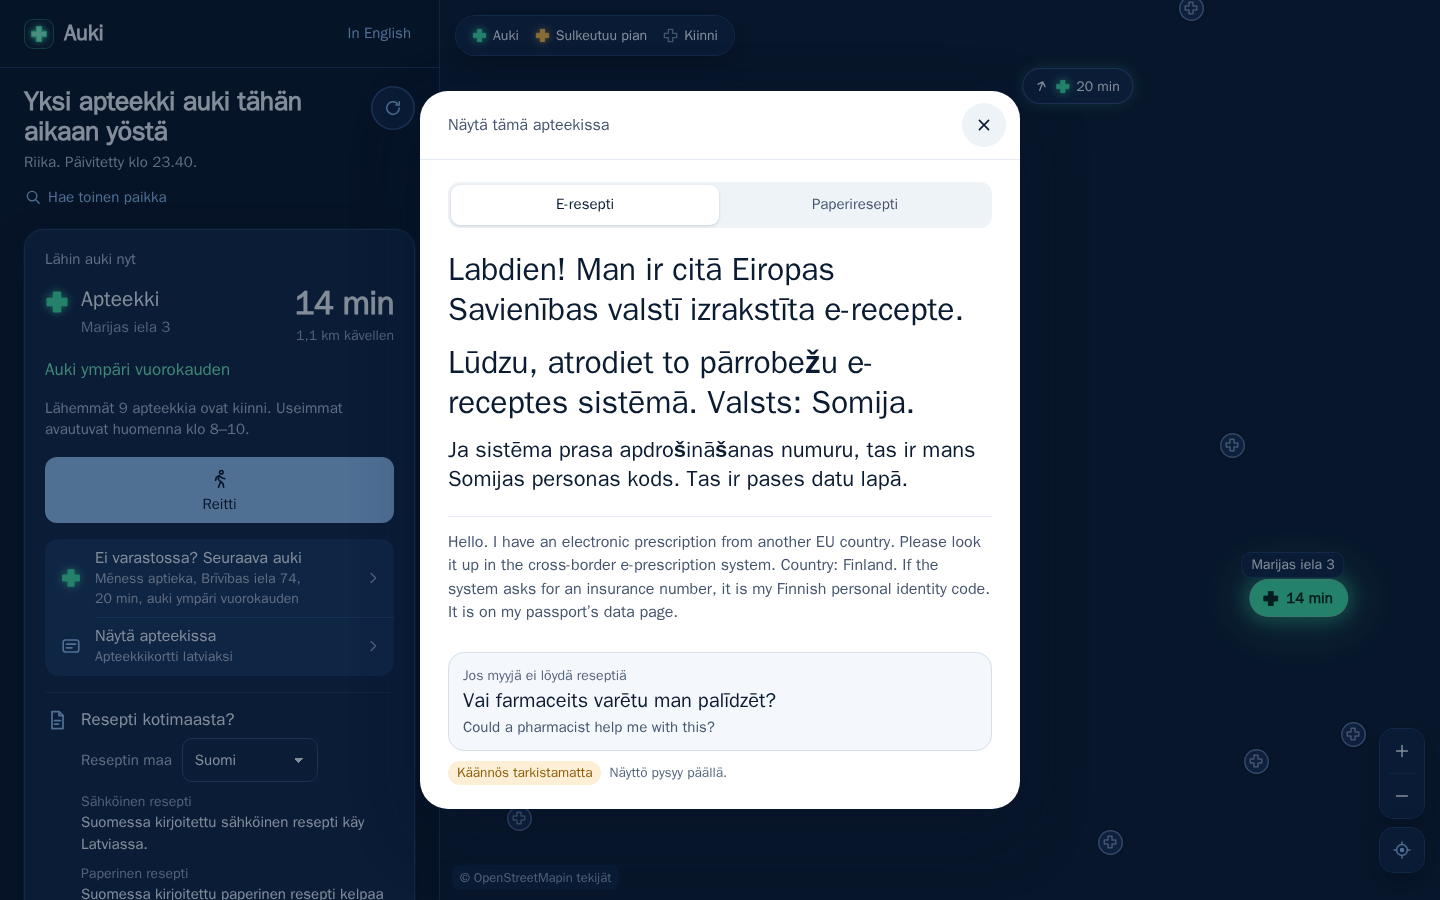 Auki
In English
Yksi apteekki auki tähän
aikaan yöstä
Riika. Päivitetty klo 23.40.
Hae toinen paikka
Lähin auki nyt
Apteekki
14 min
Marijas iela 3
1,1 km kävellen
Auki ympäri vuorokauden
Lähemmät 9 apteekkia ovat kiinni. Useimmat
avautuvat huomenna klo 8–10.
Reitti
Ei varastossa? Seuraava auki
Mēness aptieka, Brīvības iela 74,
20 min, auki ympäri vuorokauden
Näytä apteekissa
Apteekkikortti latviaksi
Resepti kotimaasta?
Reseptin maa
Suomi
Sähköinen resepti
Suomessa kirjoitettu sähköinen resepti käy
Latviassa.
Paperinen resepti
Suomessa kirjoitettu paperinen resepti kelpaa
Auki
Sulkeutuu pian
Kiinni
20 min
Näytä tämä apteekissa
E-resepti
Paperiresepti
Labdien! Man ir citā Eiropas
Savienības valstī izrakstīta e-recepte.
Lūdzu, atrodiet to pārrobežu e-
receptes sistēmā. Valsts: Somija.
Ja sistēma prasa apdrošināšanas numuru, tas ir mans
Somijas personas kods. Tas ir pases datu lapā.
Hello. I have an electronic prescription from another EU country. Please look
it up in the cross-border e-prescription system. Country: Finland. If the
system asks for an insurance number, it is my Finnish personal identity code.
It is on my passport's data page.
Jos myyjä ei löydä reseptiä
Vai farmaceits varētu man palīdzēt?
Could a pharmacist help me with this?
Käännös tarkistamatta
Näyttö pysyy päällä.
Marijas iela 3
14 min
© OpenStreetMapin tekijät